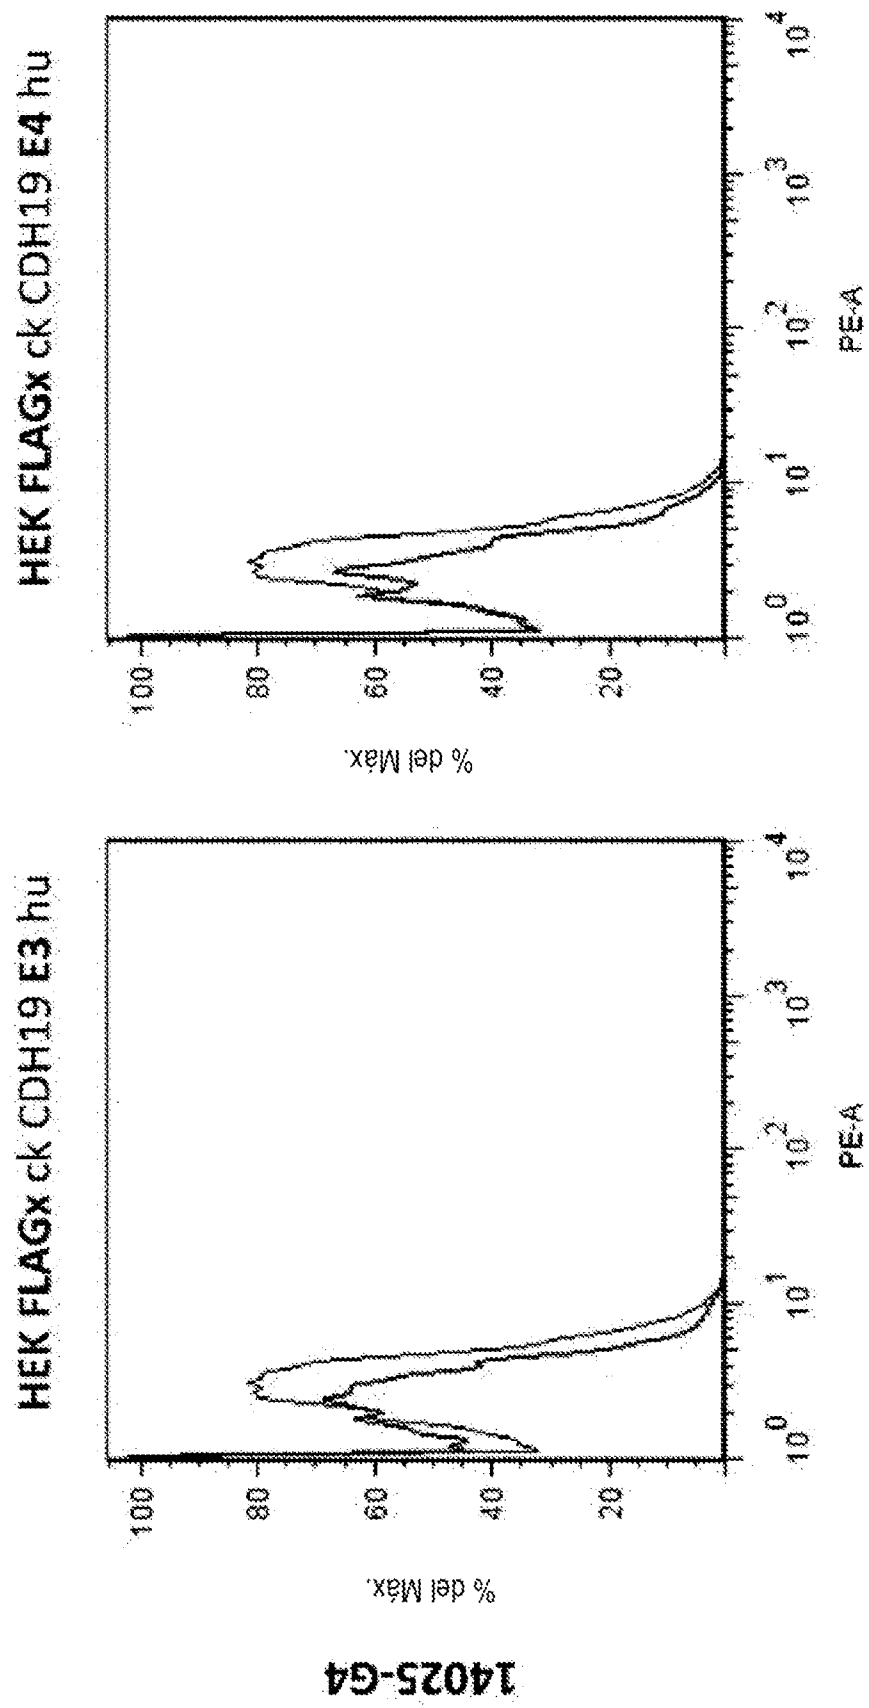 14025-G4
HEK FLAGx ck CDH19 E3 hu
% del Máx.
100
80
60
40
20
10^0
10^1
10^2
10^3
10^4
PE-A
HEK FLAGx ck CDH19 E4 hu
% del Máx.
100
80
60
40
20
10^0
10^1
10^2
10^3
10^4
PE-A